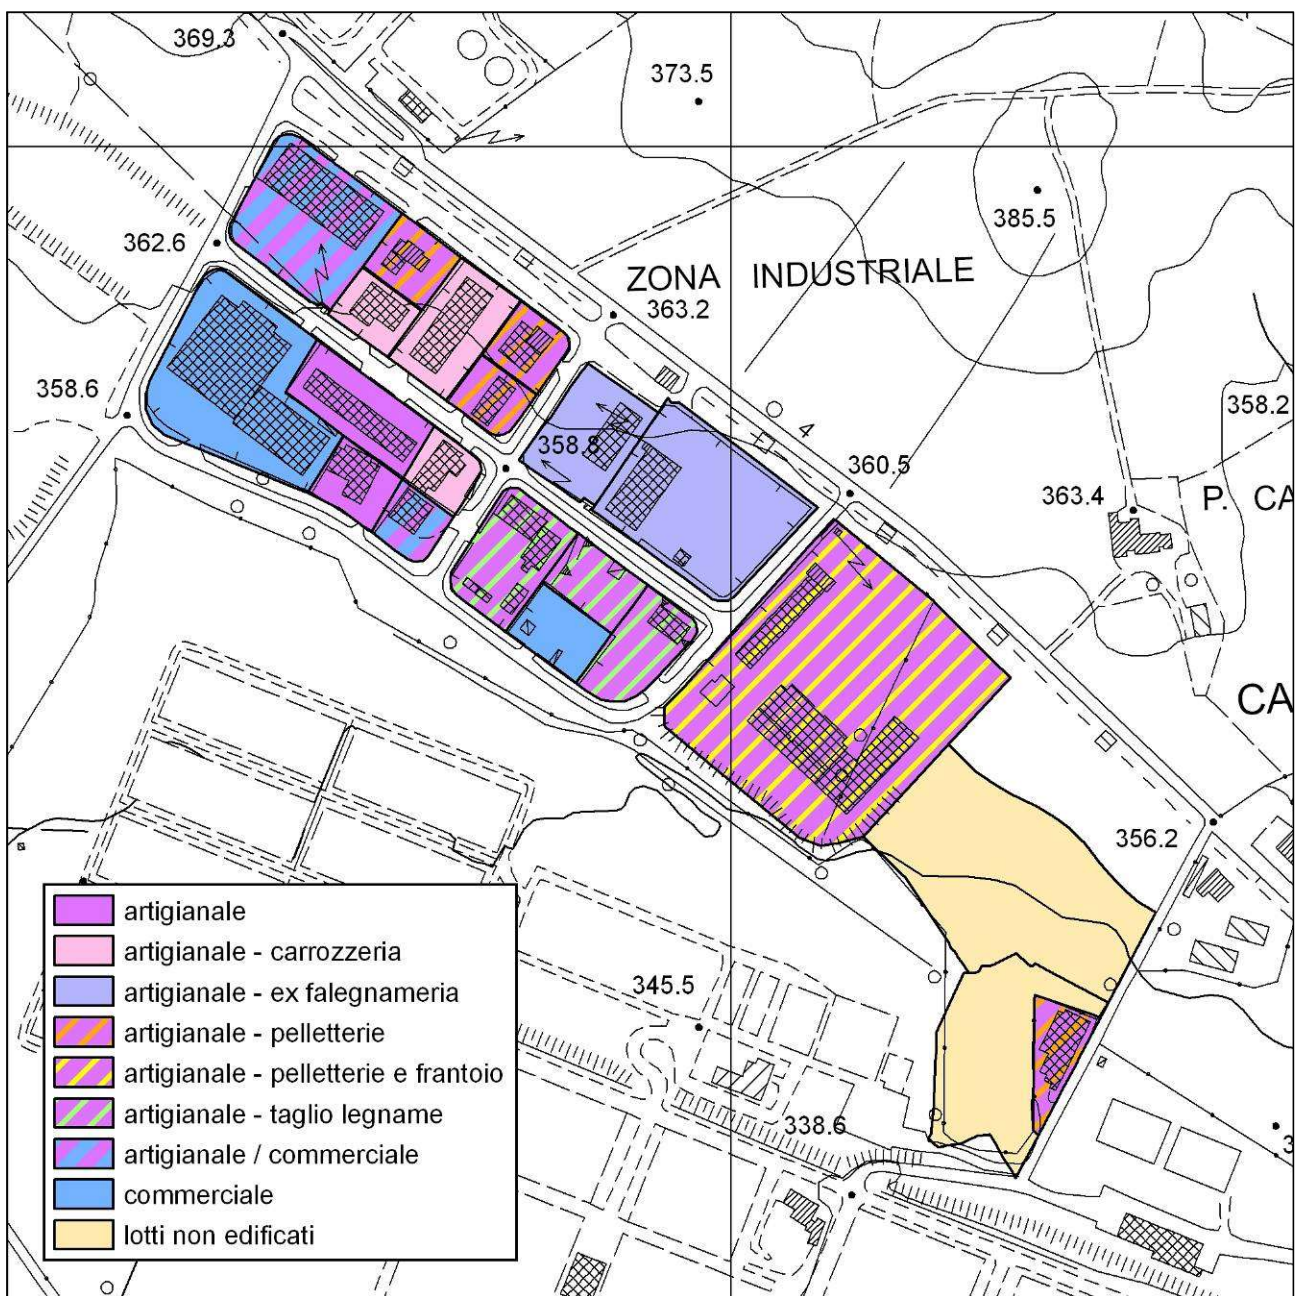 369.3
373.5
385.5
362.6
ZONA INDUSTRIALE
363.2
358.6
358.2
4
358.8
360.5
363.4
P. CA
CA
356.2
artigianale
artigianale - carrozzeria
artigianale - ex falegnameria
artigianale - pelletterie
artigianale - pelletterie e frantoio
artigianale - taglio legname
artigianale / commerciale
commerciale
lotti non edificati
345.5
338.6
3